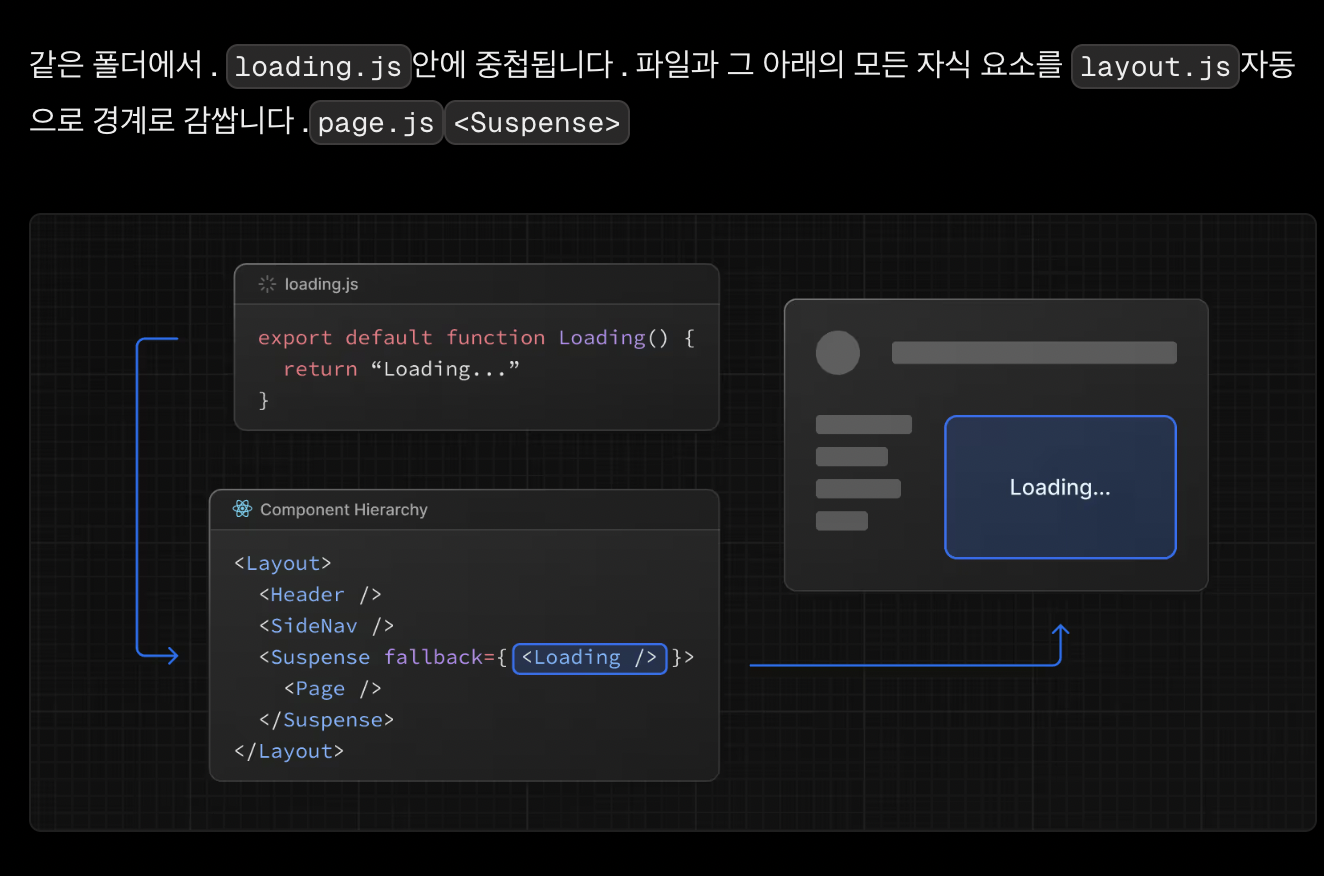 같은 폴더에서 . loading.js 안에 중첩됩니다 . 파일과 그 아래의 모든 자식 요소를 layout.js 자동
으로 경계로 감쌉니다 . page.js <Suspense>
loading.js
export default function Loading() {
  return “Loading...”
}
Component Hierarchy
<Layout>
  <Header />
  <SideNav />
  <Suspense fallback={ <Loading /> }>
    <Page />
  </Suspense>
</Layout>
Loading...